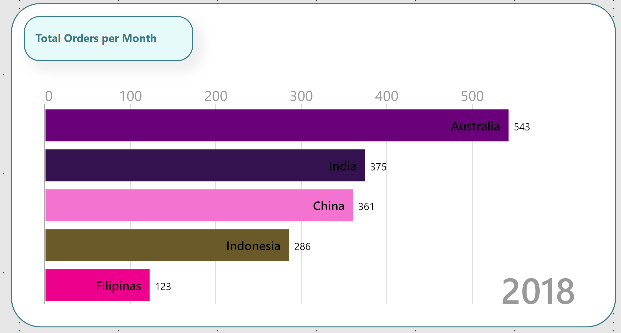 Total Orders per Month
0 100 200 300 400 500
Australia 543
India 375
China 361
Indonesia 286
Filipinas 123
2018